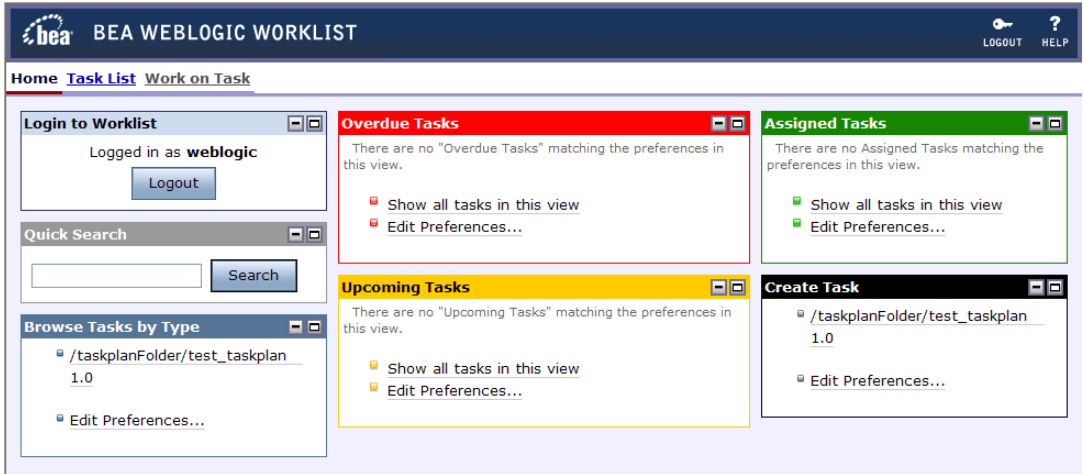 bea BEA WEBLOGIC WORKLIST
LOGOUT ? HELP
Home Task List Work on Task
Login to Worklist
Logged in as weblogic
Logout
Quick Search
Search
Browse Tasks by Type
/taskplanFolder/test_taskplan
1.0
Edit Preferences...
Overdue Tasks
There are no "Overdue Tasks" matching the preferences in
this view.
Show all tasks in this view
Edit Preferences...
Upcoming Tasks
There are no "Upcoming Tasks" matching the preferences in
this view.
Show all tasks in this view
Edit Preferences...
Assigned Tasks
There are no Assigned Tasks matching the
preferences in this view.
Show all tasks in this view
Edit Preferences...
Create Task
/taskplanFolder/test_taskplan
1.0
Edit Preferences...